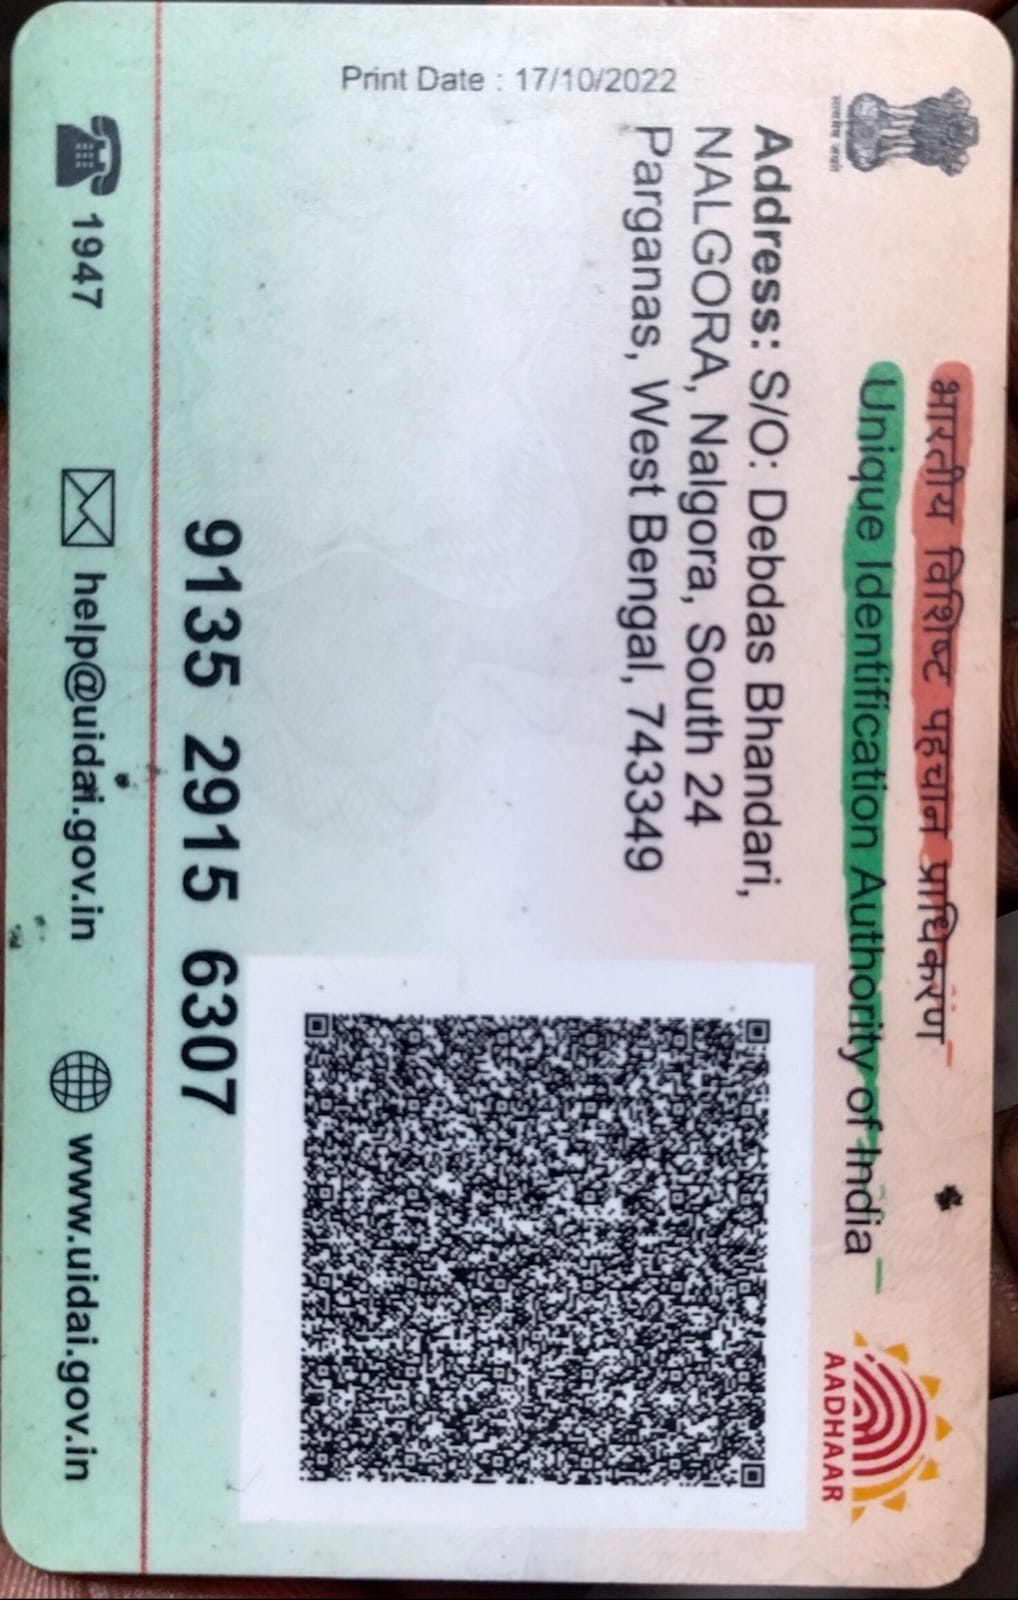 भारतीय विशिष्ट पहचान प्राधिकरण
Unique Identification Authority of India
AADHAAR
Print Date : 17/10/2022
Address: S/O: Debdas Bhandari,
NALGORA, Nalgora, South 24
Parganas, West Bengal, 743349
9135 2915 6307
1947
help@uidai.gov.in
www.uidai.gov.in